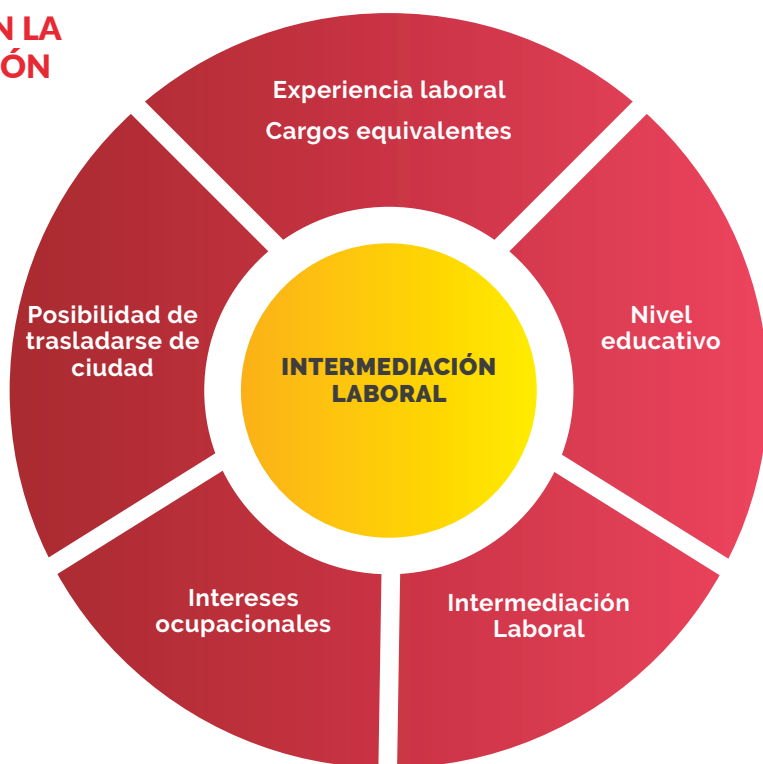 N LA
ÓN
Experiencia laboral
Cargos equivalentes
Posibilidad de
trasladarse de
ciudad
Nivel
educativo
INTERMEDIACIÓN
LABORAL
Intereses
ocupacionales
Intermediación
Laboral